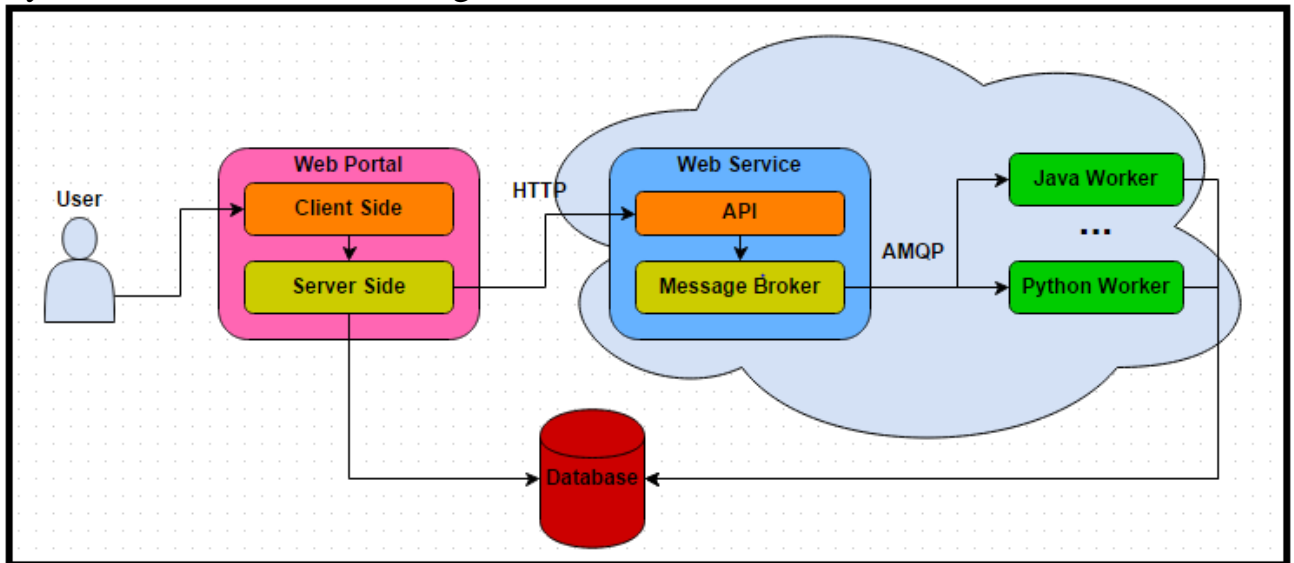 Web Portal
Web Service
User
Client Side
HTTP
API
Java Worker
...
AMQP
Server Side
Message Broker
Python Worker
Database